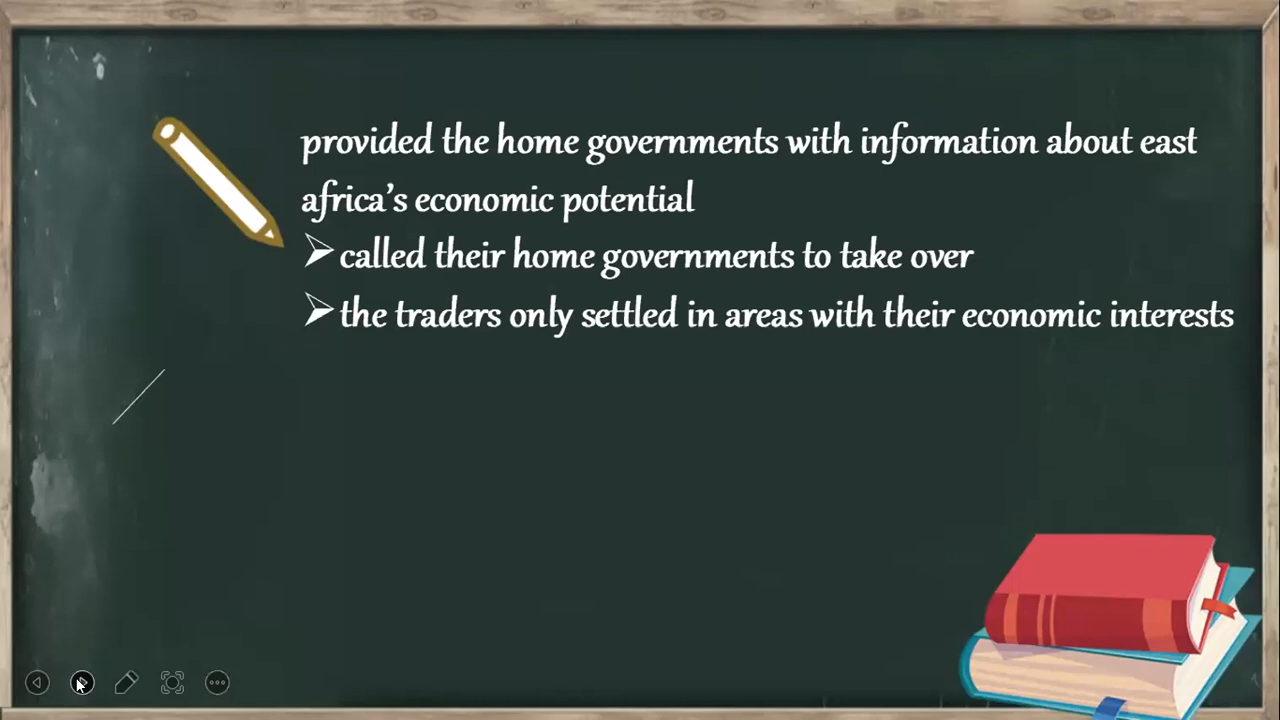 provided the home governments with information about east
africa's economic potential
➢called their home governments to take over
➢the traders only settled in areas with their economic interests